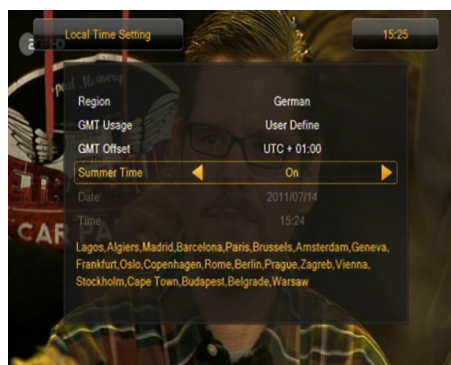 Local Time Setting
15:25
Region German
GMT Usage User Define
GMT Offset UTC + 01:00
Summer Time On
Date 2011/07/14
Time 15:24
Lagos,Algiers,Madrid,Barcelona,Paris,Brussels,Amsterdam,Geneva,
Frankfurt,Oslo,Copenhagen,Rome,Berlin,Prague,Zagreb,Vienna,
Stockholm,Cape Town,Budapest,Belgrade,Warsaw
CAR